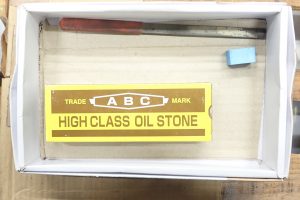 TRADE ABC MARK
HIGH CLASS OIL STONE